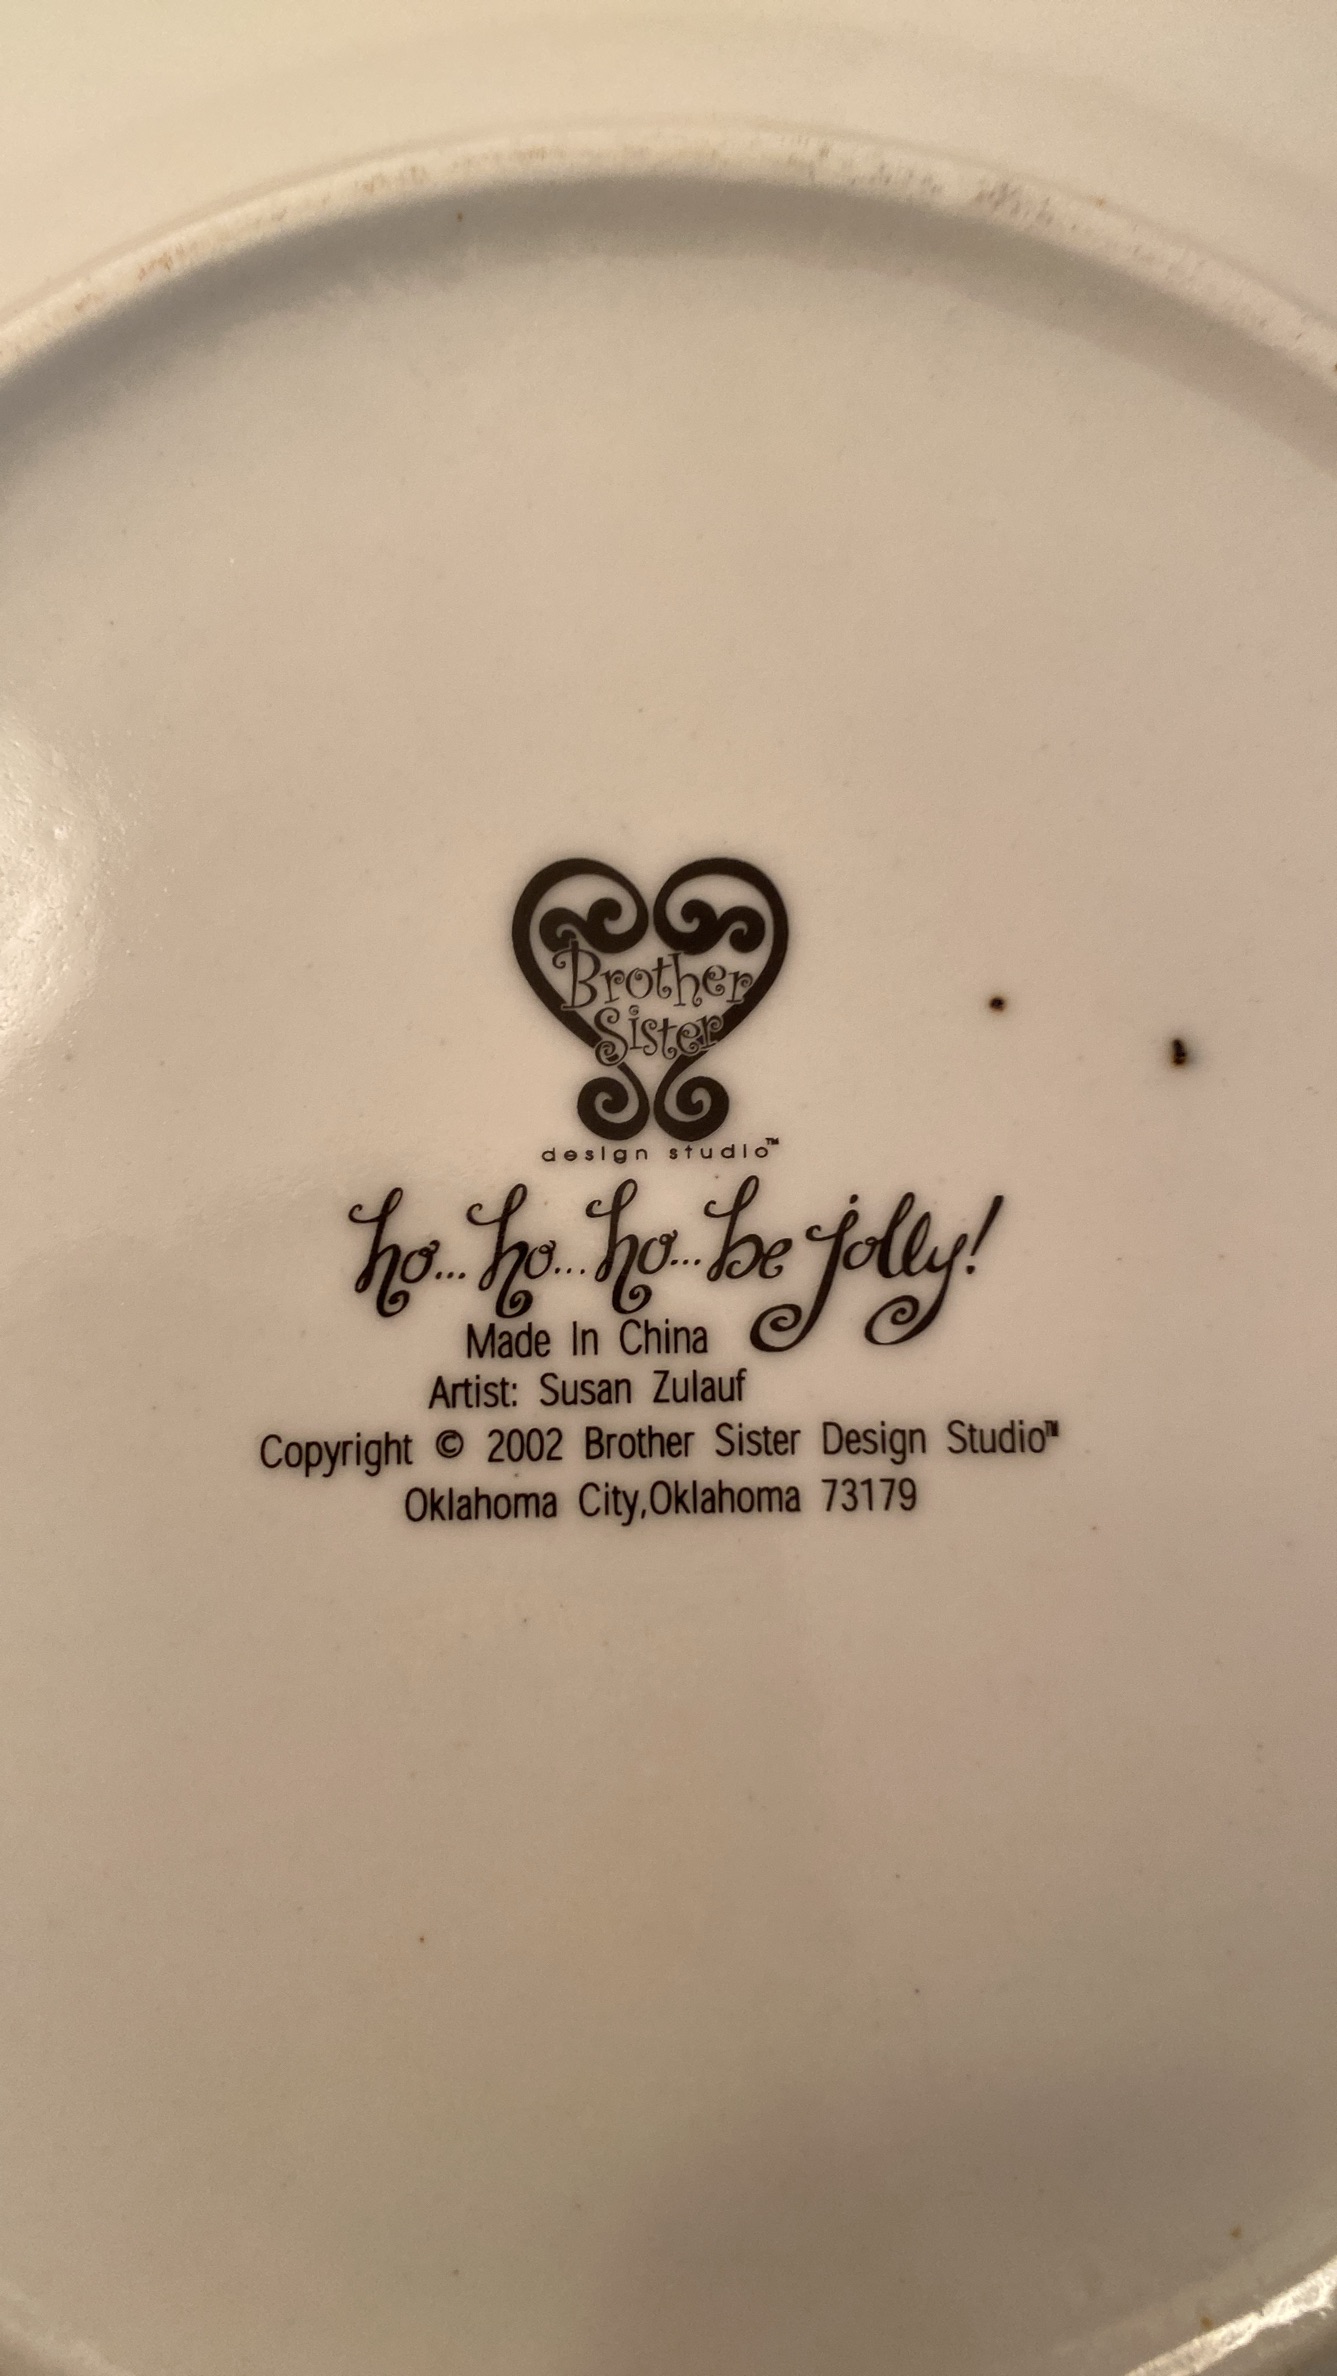 Brother
Sister
design studio™
ho... ho... ho... be jolly!
Made In China
Artist: Susan Zulauf
Copyright © 2002 Brother Sister Design Studio™
Oklahoma City,Oklahoma 73179